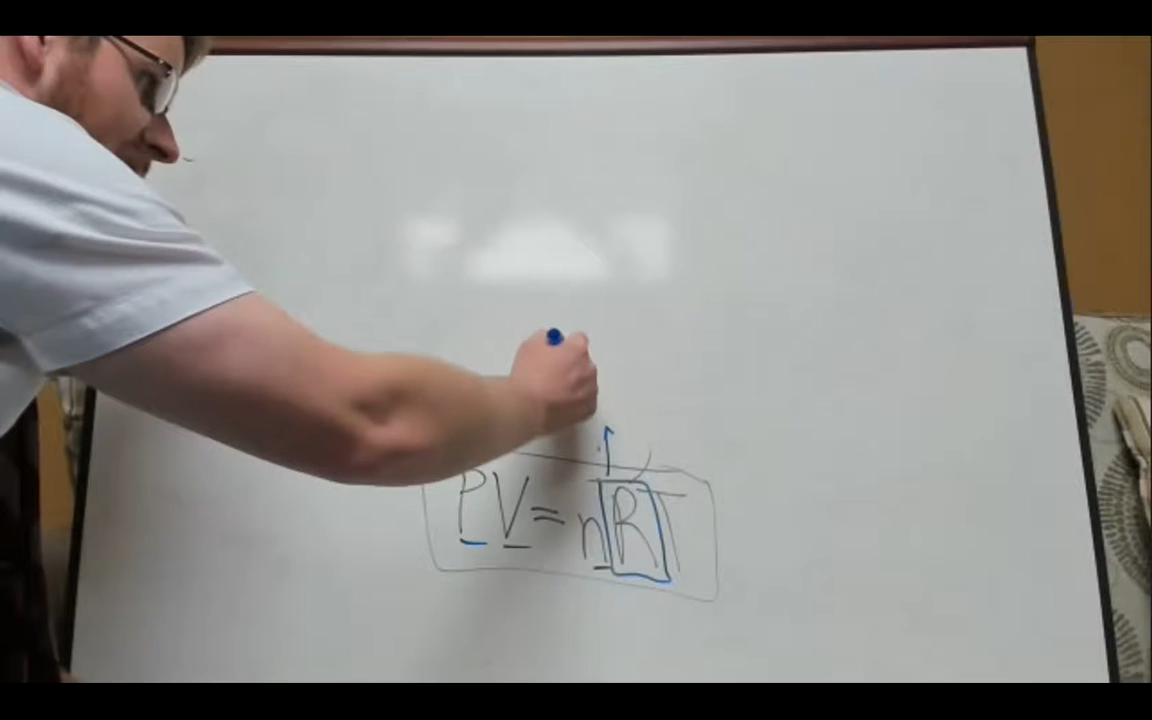 PV = nRT